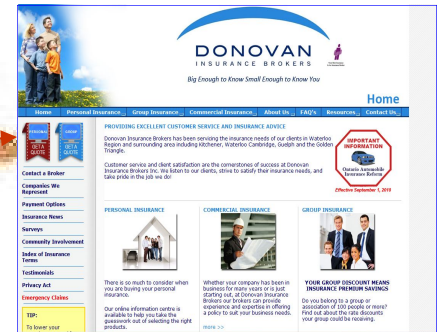 DONOVAN
INSURANCE BROKERS
Big Enough to Know Small Enough to Know You
Home
Home Personal Insurance Group Insurance Commercial Insurance About Us FAQ's Resources Contact Us
PERSONAL GROUP
GET A QUOTE GET A QUOTE
Contact a Broker
Companies We
Represent
Payment Options
Insurance News
Surveys
Community Involvement
Index of Insurance
Terms
Testimonials
Privacy Act
Emergency Claims
TIP:
To lower your
PROVIDING EXCELLENT CUSTOMER SERVICE AND INSURANCE ADVICE
Donovan Insurance Brokers has been servicing the insurance needs of our clients in Waterloo
Region and surrounding area including Kitchener, Waterloo Cambridge, Guelph and the Golden
Triangle.
Customer service and client satisfaction are the cornerstones of success at Donovan
Insurance Brokers Inc. We listen to our clients, strive to satisfy their insurance needs, and
take pride in the job we do!
IMPORTANT
INFORMATION
Ontario Automobile
Insurance Reform
Effective September 1, 2010
PERSONAL INSURANCE
There is so much to consider when
you are buying your personal
insurance.
Our online information centre is
available to help you take the
guesswork out of selecting the right
products.
COMMERCIAL INSURANCE
Whether your company has been in
business for many years or is just
starting out, at Donovan Insurance
Brokers our brokers can provide
experience and expertise in offering
a policy to suit your business needs.
more >>
GROUP INSURANCE
YOUR GROUP DISCOUNT MEANS
INSURANCE PREMIUM SAVINGS
Do you belong to a group or
association of 100 people or more?
Find out about the rate discounts
your group could be receiving.